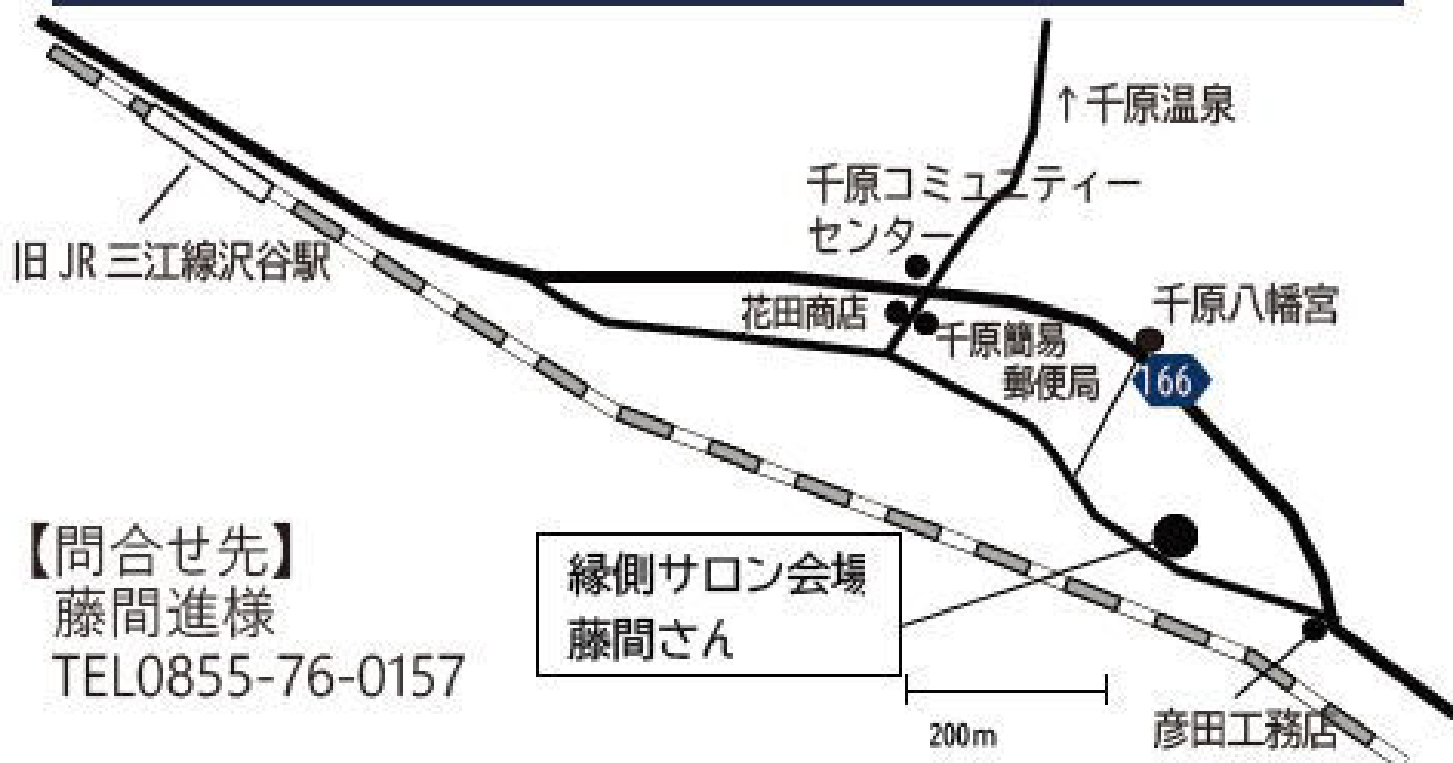 ↑千原温泉
千原コミュニティー
センター
旧JR三江線沢谷駅
花田商店
千原八幡宮
千原簡易
郵便局
166
【問合せ先】
藤間進様
TEL0855-76-0157
縁側サロン会場
藤間さん
200m
彦田工務店